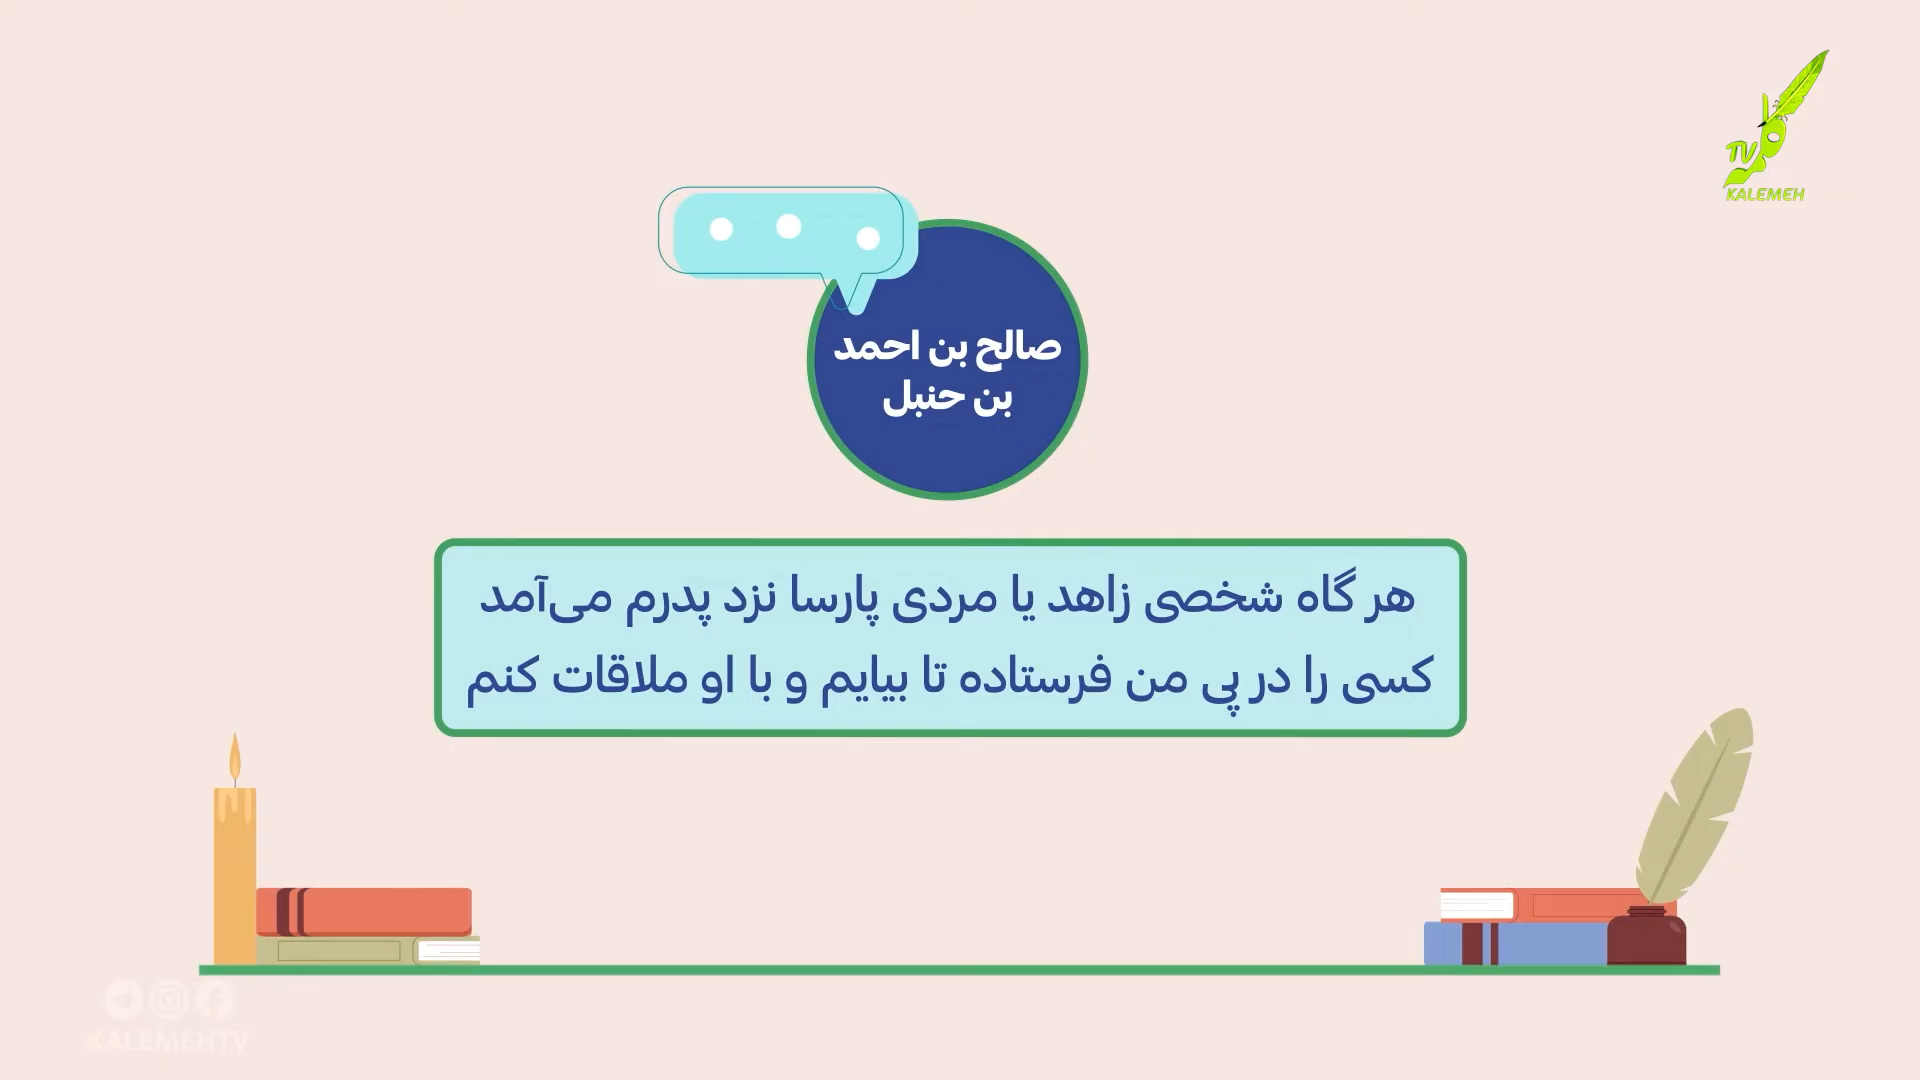 TV
KALEMEH
صالح بن احمد
بن حنبل
هر گاه شخصی زاهد یا مردی پارسا نزد پدرم می‌آمد
کسی را در پی من فرستاده تا بیایم و با او ملاقات کنم
KALEMEHTV